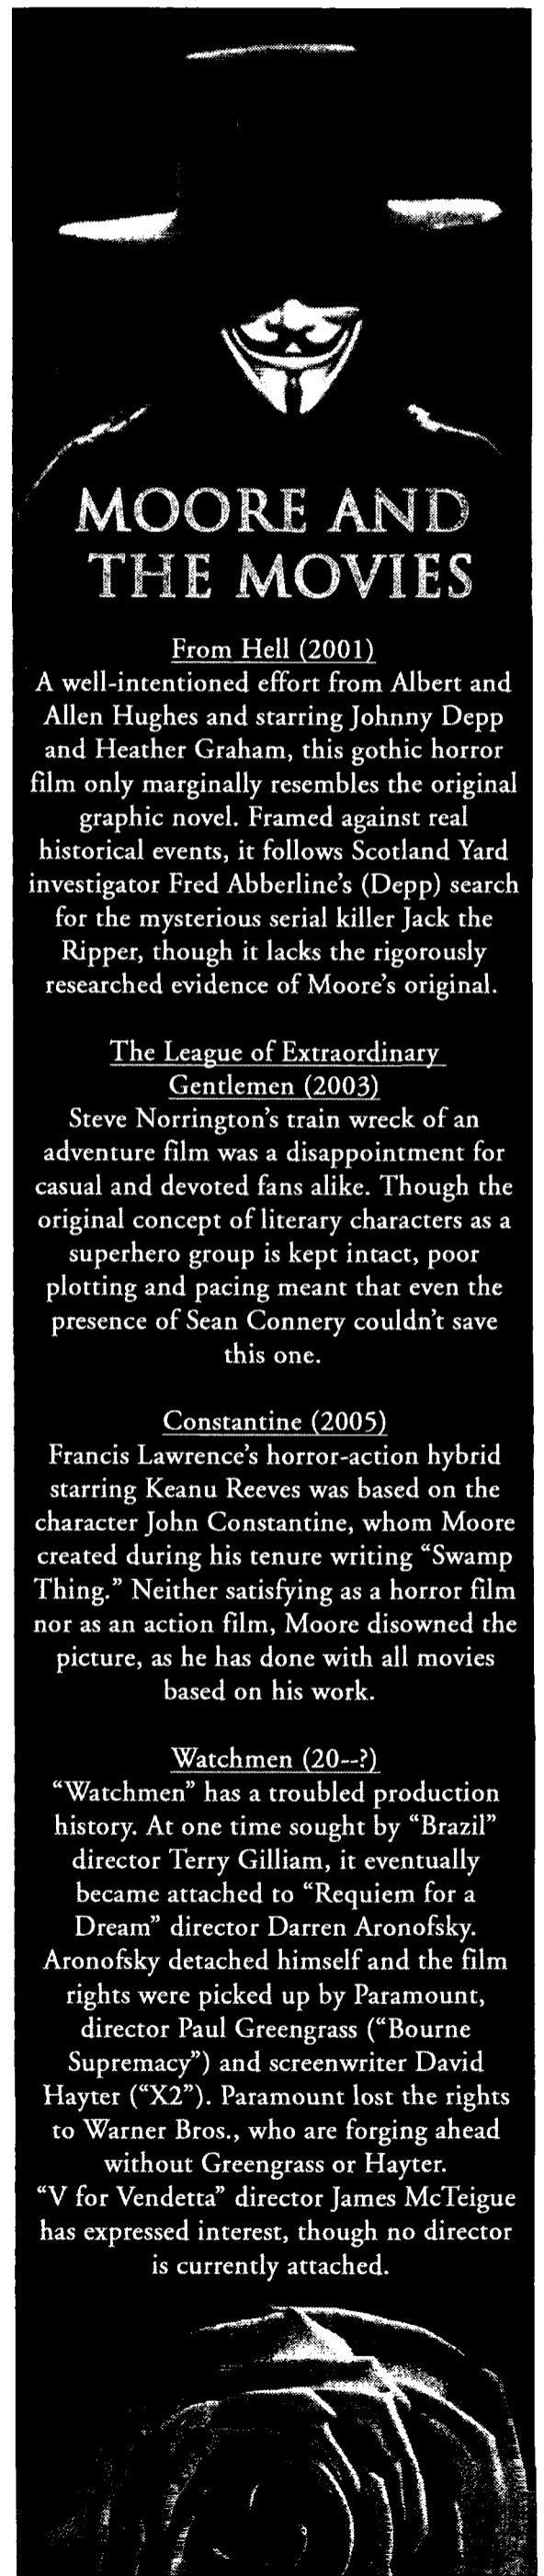 MOORE AND
THE MOVIES
From Hell (2001)
A well-intentioned effort from Albert and
Allen Hughes and starring Johnny Depp
and Heather Graham, this gothic horror
film only marginally resembles the original
graphic novel. Framed against real
historical events, it follows Scotland Yard
investigator Fred Abberline's (Depp) search
for the mysterious serial killer Jack the
Ripper, though it lacks the rigorously
researched evidence of Moore's original.
The League of Extraordinary
Gentlemen (2003)
Steve Norrington's train wreck of an
adventure film was a disappointment for
casual and devoted fans alike. Though the
original concept of literary characters as a
superhero group is kept intact, poor
plotting and pacing meant that even the
presence of Sean Connery couldn't save
this one.
Constantine (2005)
Francis Lawrence's horror-action hybrid
starring Keanu Reeves was based on the
character John Constantine, whom Moore
created during his tenure writing “Swamp
Thing.” Neither satisfying as a horror film
nor as an action film, Moore disowned the
picture, as he has done with all movies
based on his work.
Watchmen (20--?)
“Watchmen” has a troubled production
history. At one time sought by “Brazil”
director Terry Gilliam, it eventually
became attached to “Requiem for a
Dream” director Darren Aronofsky.
Aronofsky detached himself and the film
rights were picked up by Paramount,
director Paul Greengrass (“Bourne
Supremacy”) and screenwriter David
Hayter (“X2”). Paramount lost the rights
to Warner Bros., who are forging ahead
without Greengrass or Hayter.
“V for Vendetta” director James McTeigue
has expressed interest, though no director
is currently attached.